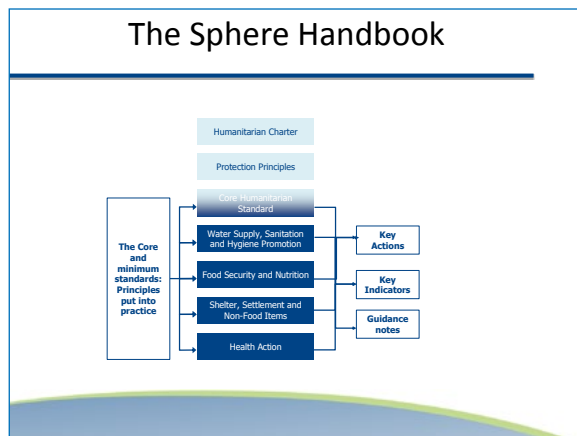 The Sphere Handbook
Humanitarian Charter
Protection Principles
Core Humanitarian
Standard
Water Supply, Sanitation
and Hygiene Promotion
Food Security and Nutrition
Shelter, Settlement and
Non-Food Items
Health Action
The Core
and
minimum
standards:
Principles
put into
practice
Key
Actions
Key
Indicators
Guidance
notes